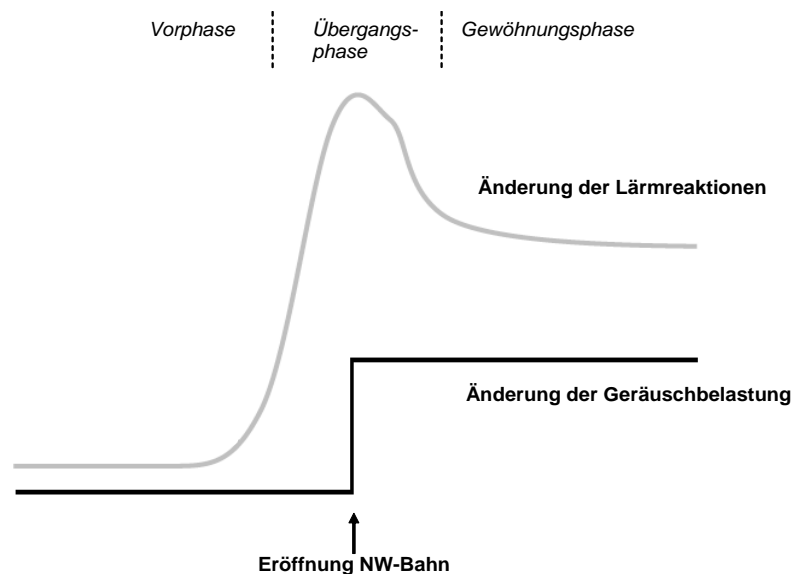 Vorphase
Übergangs-
phase
Gewöhnungsphase
Änderung der Lärmreaktionen
Änderung der Geräuschbelastung
Eröffnung NW-Bahn